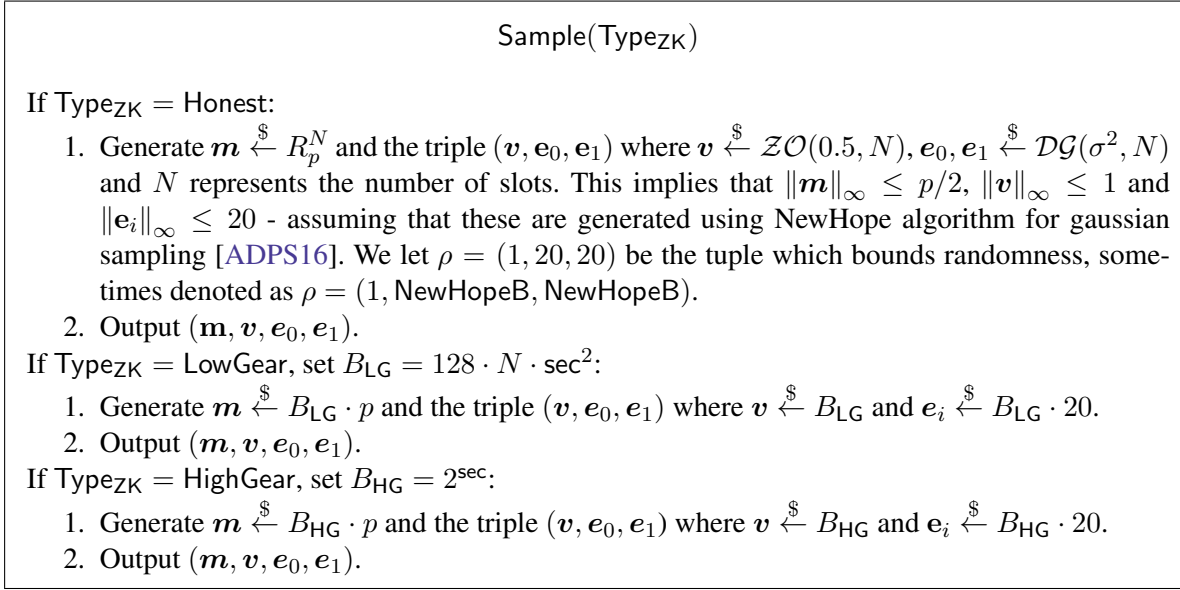 Sample(Type_ZK)
If Type_ZK = Honest:
1. Generate m ←$ R_p^N and the triple (v, e_0, e_1) where v ←$ ZO(0.5, N), e_0, e_1 ←$ DG(σ^2, N)
and N represents the number of slots. This implies that ‖m‖_∞ ≤ p/2, ‖v‖_∞ ≤ 1 and
‖e_i‖_∞ ≤ 20 - assuming that these are generated using NewHope algorithm for gaussian
sampling [ADPS16]. We let ρ = (1, 20, 20) be the tuple which bounds randomness, some-
times denoted as ρ = (1, NewHopeB, NewHopeB).
2. Output (m, v, e_0, e_1).
If Type_ZK = LowGear, set B_LG = 128 · N · sec^2:
1. Generate m ←$ B_LG · p and the triple (v, e_0, e_1) where v ←$ B_LG and e_i ←$ B_LG · 20.
2. Output (m, v, e_0, e_1).
If Type_ZK = HighGear, set B_HG = 2^sec:
1. Generate m ←$ B_HG · p and the triple (v, e_0, e_1) where v ←$ B_HG and e_i ←$ B_HG · 20.
2. Output (m, v, e_0, e_1).